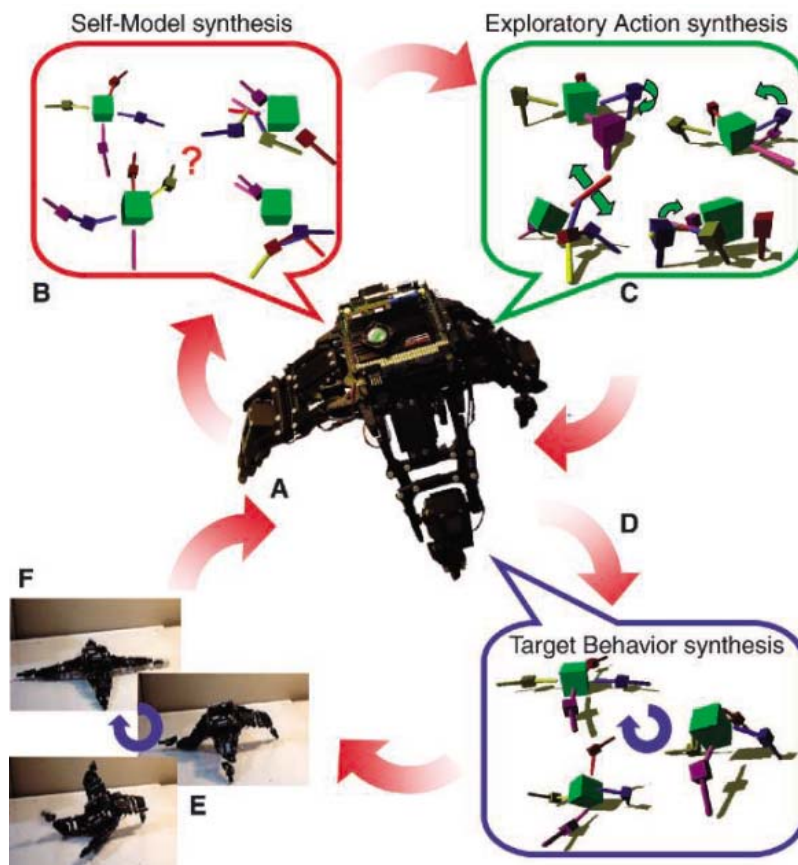 Self-Model synthesis
Exploratory Action synthesis
?
B
C
A
D
F
Target Behavior synthesis
E